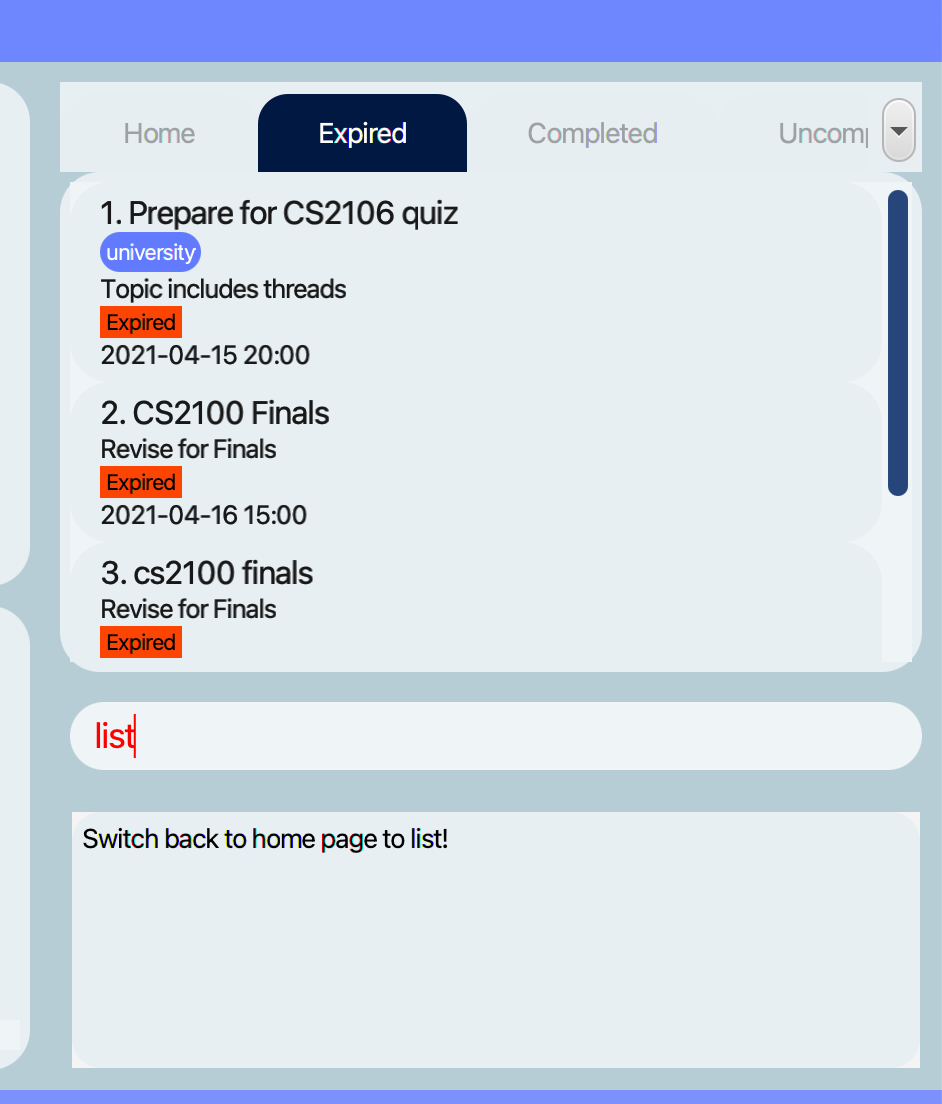 Home Expired Completed Uncomp
1. Prepare for CS2106 quiz
university
Topic includes threads
Expired
2021-04-15 20:00
2. CS2100 Finals
Revise for Finals
Expired
2021-04-16 15:00
3. cs2100 finals
Revise for Finals
Expired
list
Switch back to home page to list!